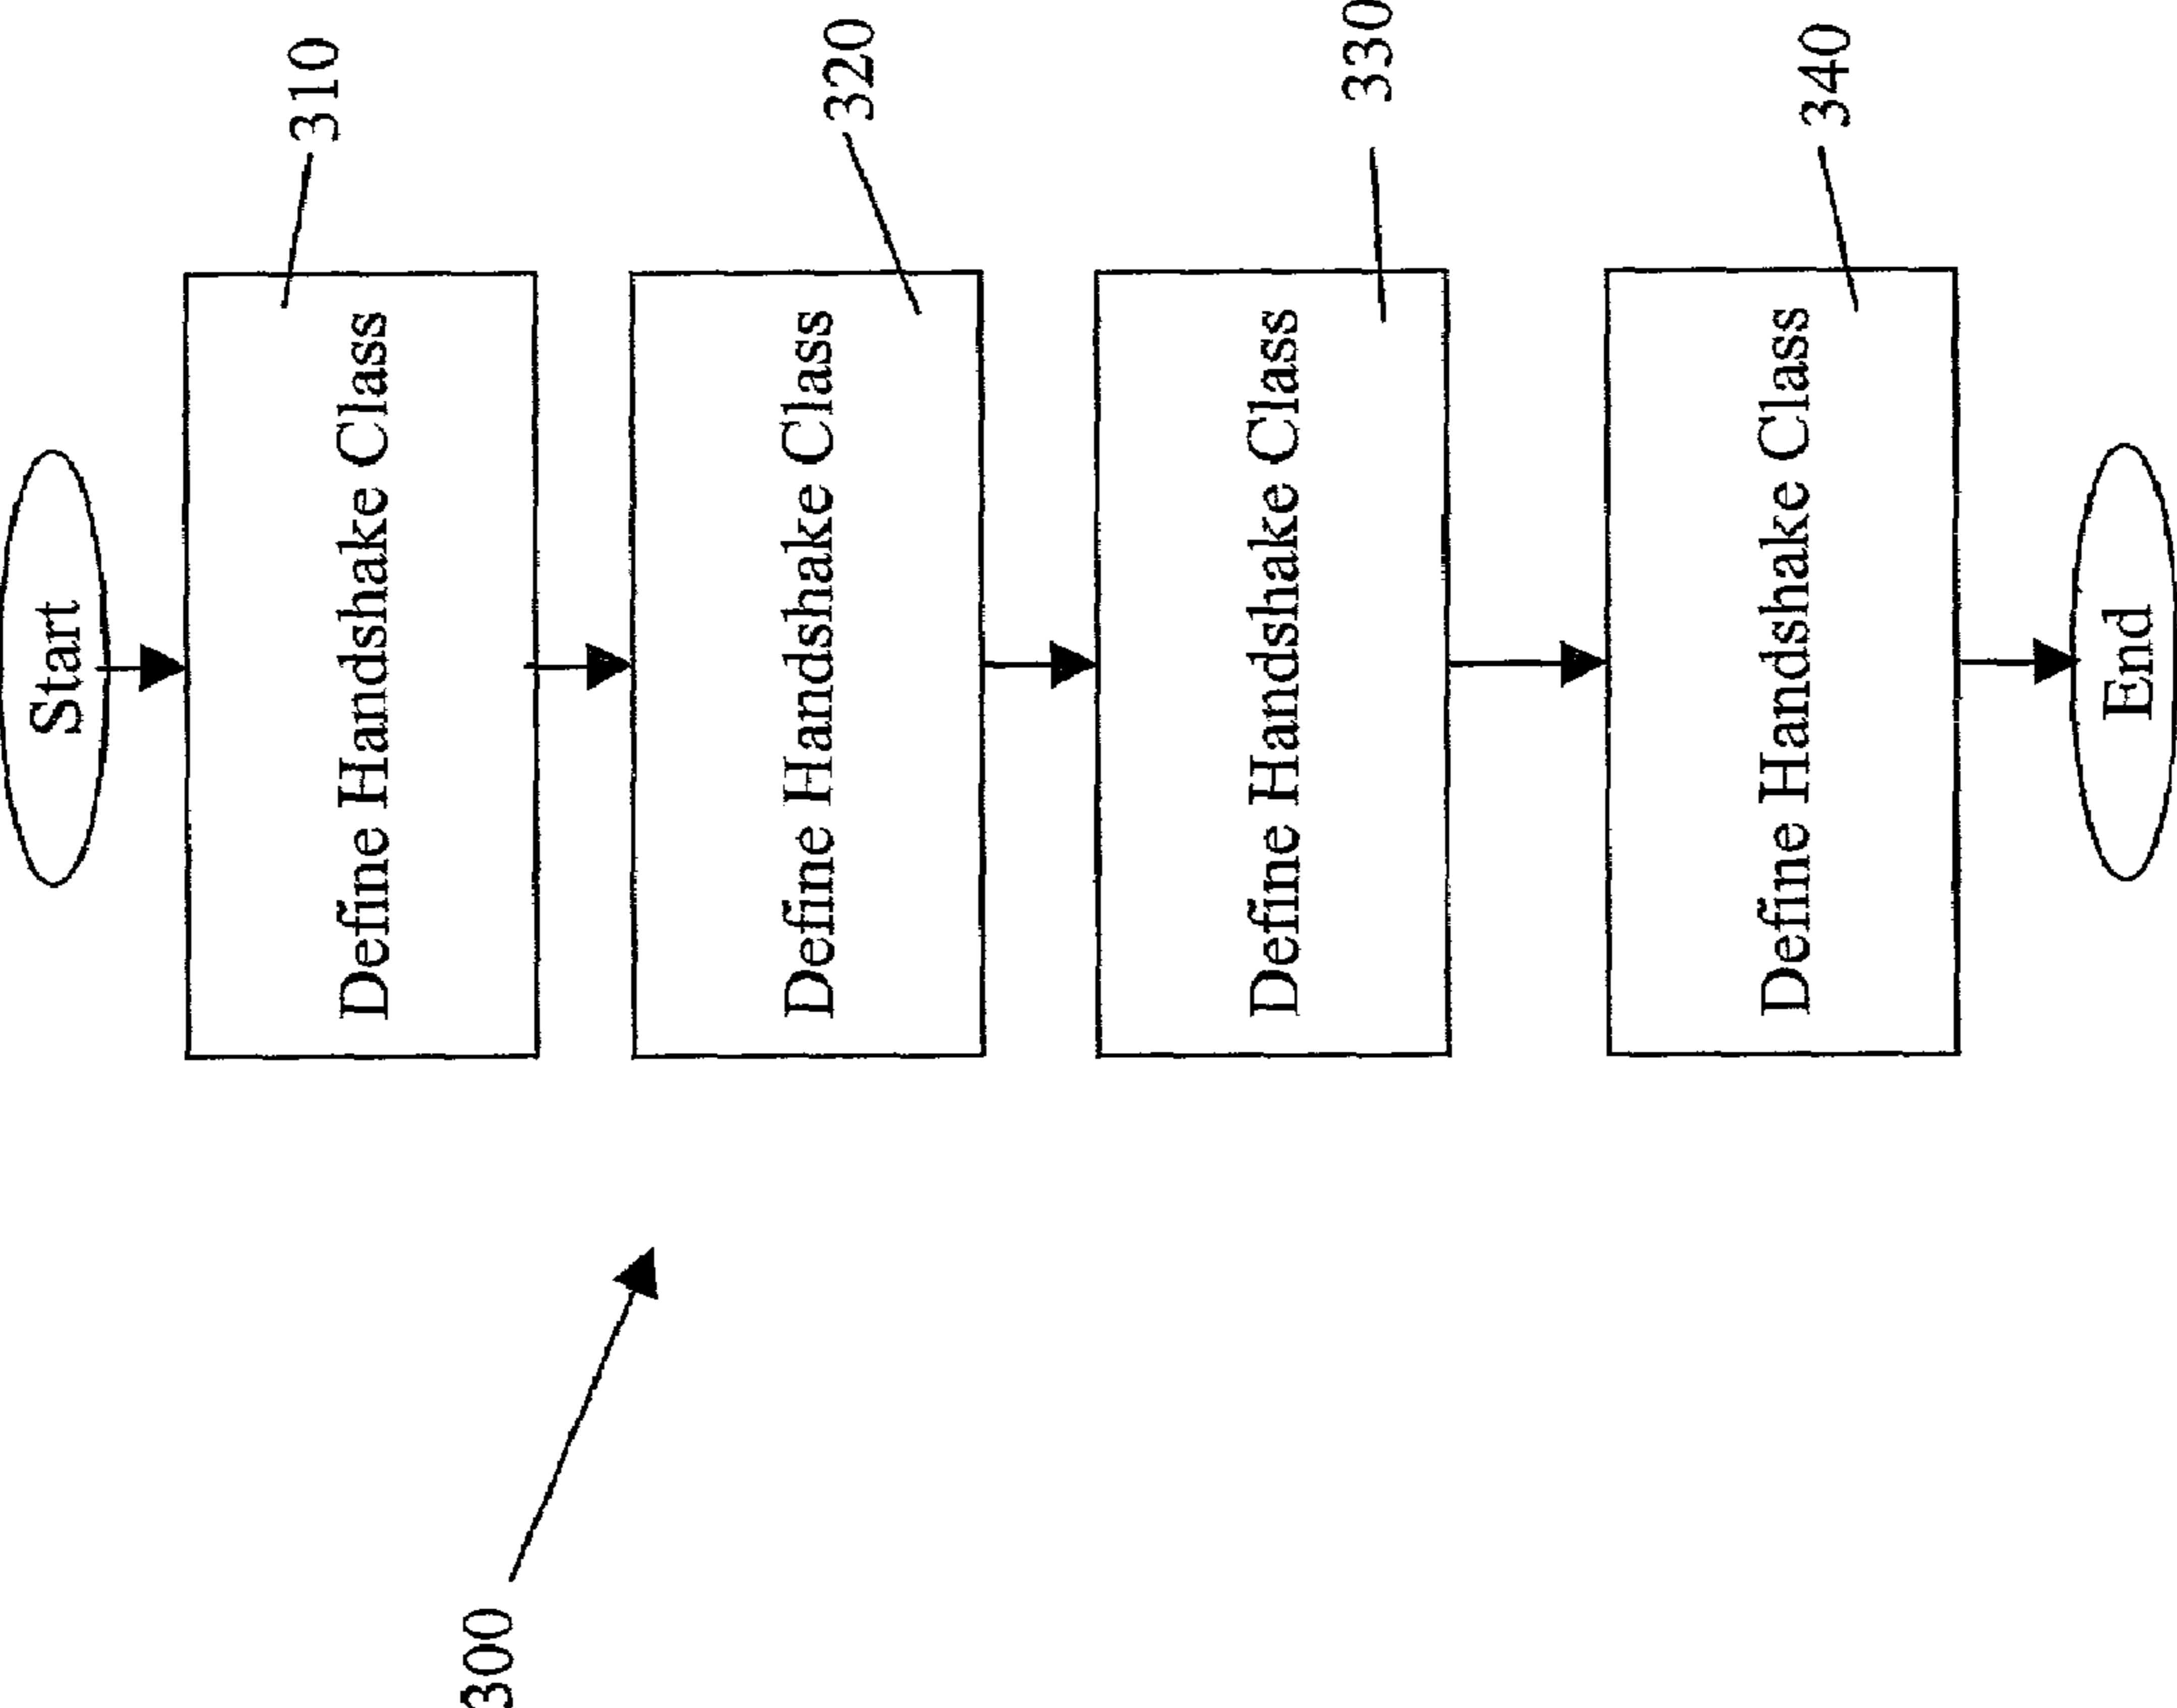 Start
Define Handshake Class
310
Define Handshake Class
320
Define Handshake Class
330
Define Handshake Class
340
End
300